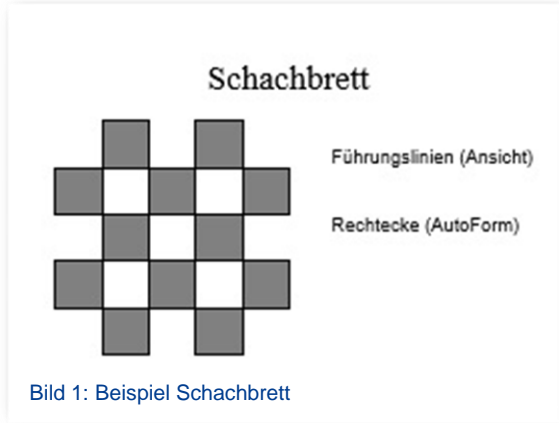 Schachbrett
Führungslinien (Ansicht)
Rechtecke (AutoForm)
Bild 1: Beispiel Schachbrett